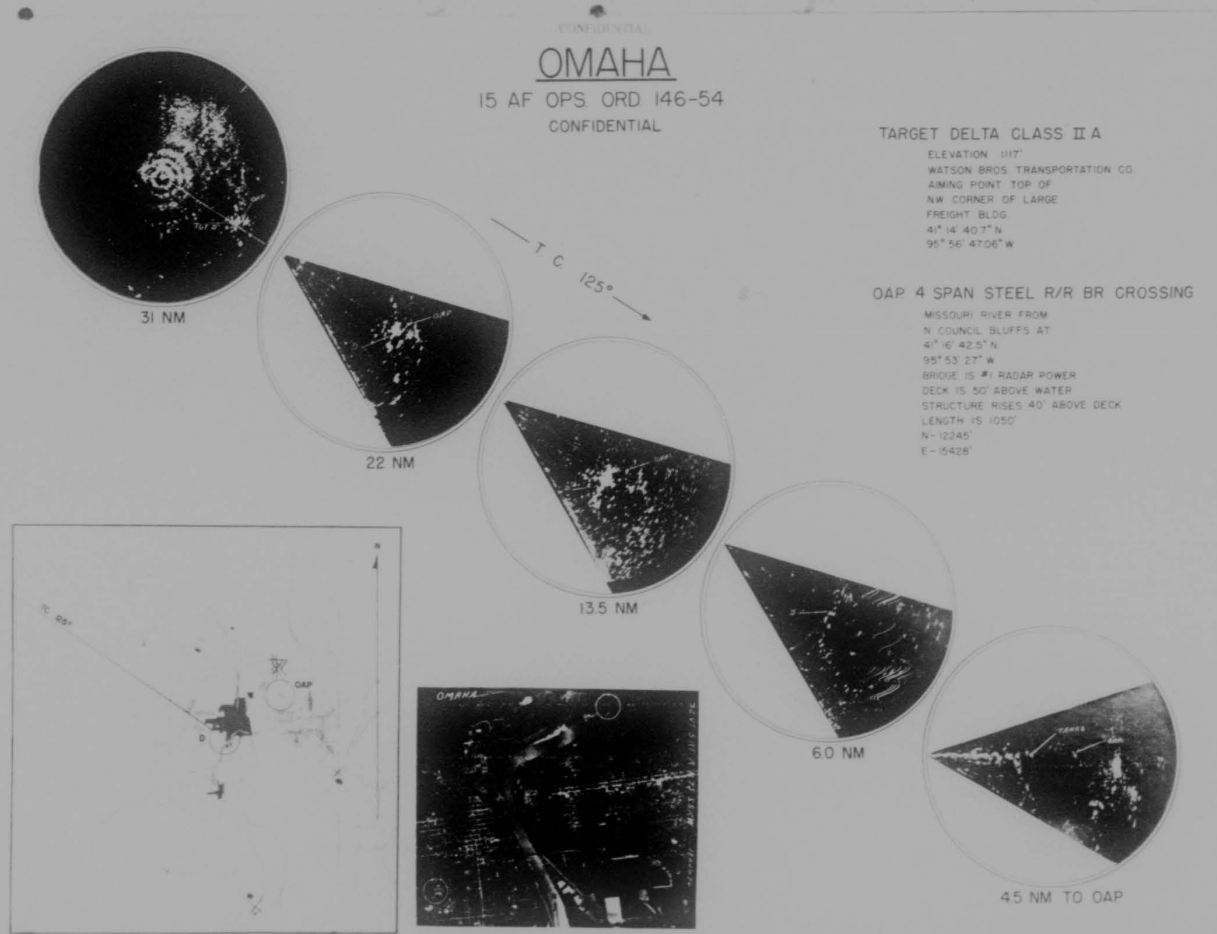 CONFIDENTIAL
OMAHA
15 AF OPS. ORD 146-54
CONFIDENTIAL
TARGET DELTA CLASS II A
ELEVATION 1117'
WATSON BROS. TRANSPORTATION CO.
AIMING POINT TOP OF
NW CORNER OF LARGE
FREIGHT BLDG
41° 14' 40.7" N
95° 56' 47.06" W
OAP 4 SPAN STEEL R/R BR CROSSING
MISSOURI RIVER FROM
N COUNCIL BLUFFS AT
41° 16' 42.5" N
95° 53' 27" W
BRIDGE IS #1 RADAR POWER
DECK IS 50' ABOVE WATER
STRUCTURE RISES 40' ABOVE DECK
LENGTH IS 1050'
N- 12245'
E- 15428'
T. C. 125°
31 NM
OAP
22 NM
13.5 NM
6.0 NM
4.5 NM TO OAP
N
OAP
D
OMAHA